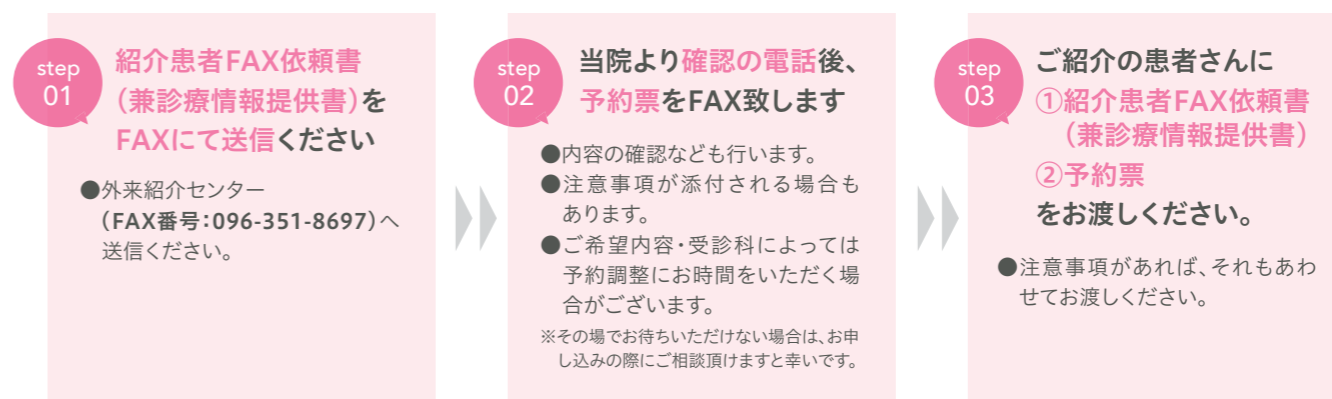 step
01
紹介患者FAX依頼書
（兼診療情報提供書）を
FAXにて送信ください
●外来紹介センター
（FAX番号：096-351-8697）へ
送信ください。
step
02
当院より確認の電話後、
予約票をFAX致します
●内容の確認なども行います。
●注意事項が添付される場合も
あります。
●ご希望内容・受診科によっては
予約調整にお時間をいただく場
合がございます。
※その場でお待ちいただけない場合は、お申
し込みの際にご相談頂けますと幸いです。
step
03
ご紹介の患者さんに
①紹介患者FAX依頼書
（兼診療情報提供書）
②予約票
をお渡しください。
●注意事項があれば、それもあわ
せてお渡しください。